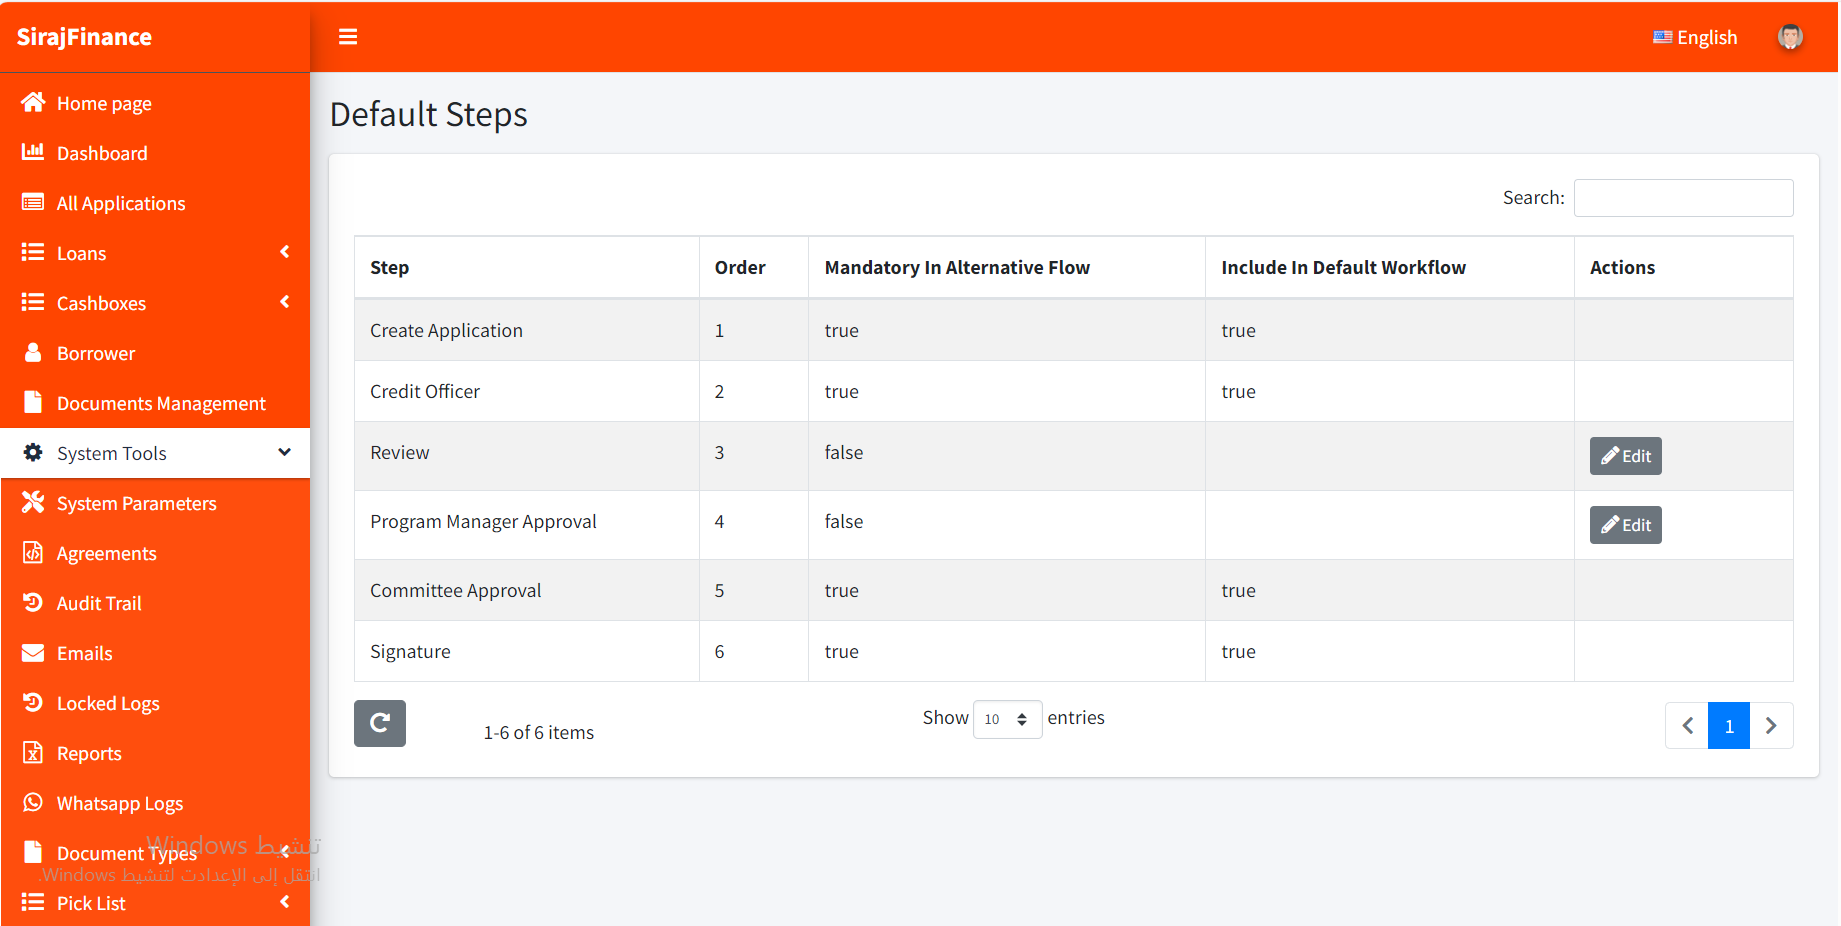 SirajFinance
English
Home page
Dashboard
All Applications
Loans
Cashboxes
Borrower
Documents Management
System Tools
System Parameters
Agreements
Audit Trail
Emails
Locked Logs
Reports
Whatsapp Logs
Document Types
Pick List
تنشيط Windows
انتقل إلى الإعدادات لتنشيط Windows.
Default Steps
Search:
Step Order Mandatory In Alternative Flow Include In Default Workflow Actions
Create Application 1 true true
Credit Officer 2 true true
Review 3 false Edit
Program Manager Approval 4 false Edit
Committee Approval 5 true true
Signature 6 true true
1-6 of 6 items
Show 10 entries
1